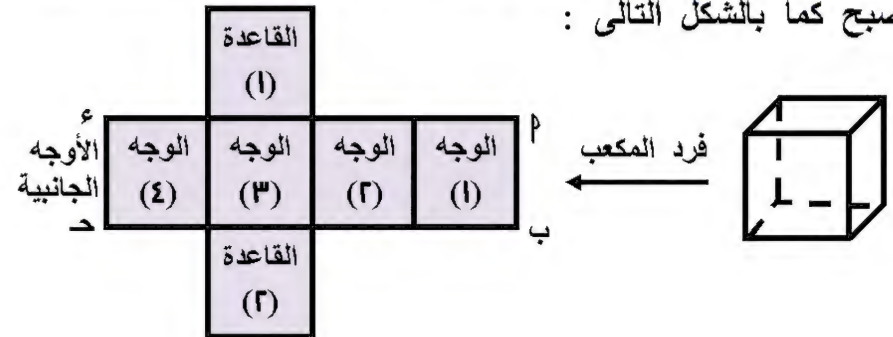 صبح كما بالشكل التالى :
القاعدة
(١)
فرد المكعب
أ
ب
الوجه
(١)
الوجه
(٢)
الوجه
(٣)
الوجه
(٤)
ء
الأوجه
الجانبية
حـ
القاعدة
(٢)